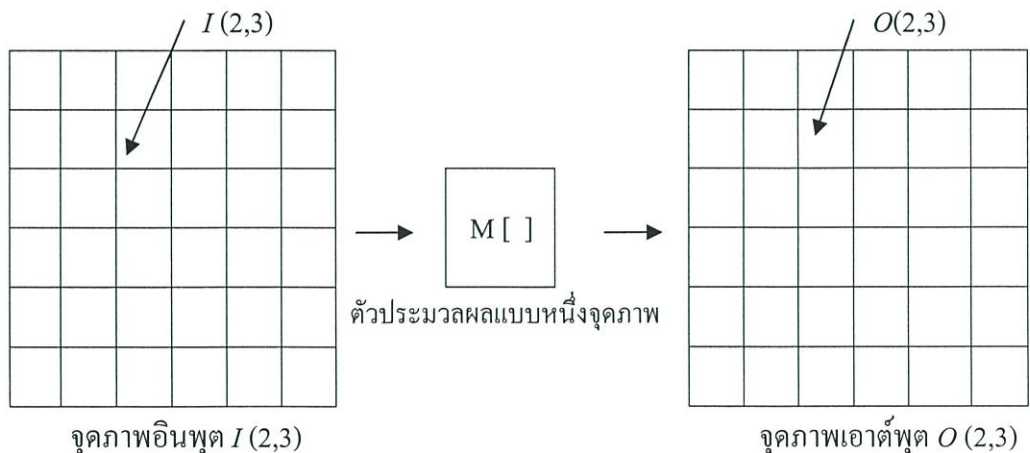 I (2,3)
O(2,3)
M [ ]
ตัวประมวลผลแบบหนึ่งจุดภาพ
จุดภาพอินพุต I (2,3)
จุดภาพเอาต์พุต O (2,3)